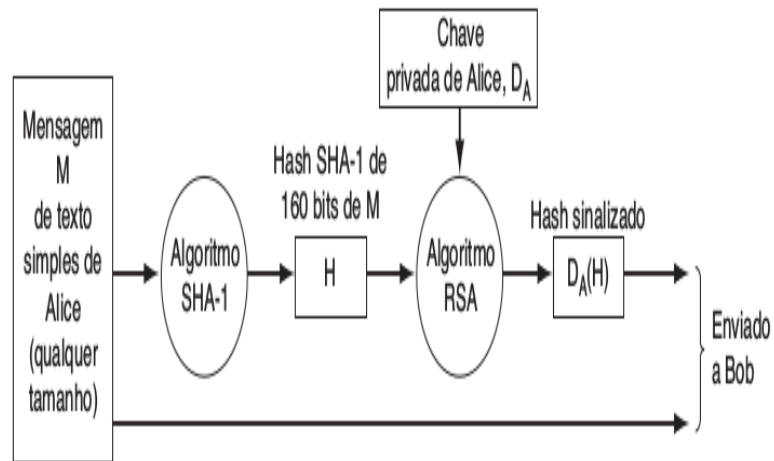 Mensagem
M
de texto
simples de
Alice
(qualquer
tamanho)
Algoritmo
SHA-1
Hash SHA-1 de
160 bits de M
H
Chave
privada de Alice, D_A
Algoritmo
RSA
Hash sinalizado
D_A(H)
Enviado
a Bob